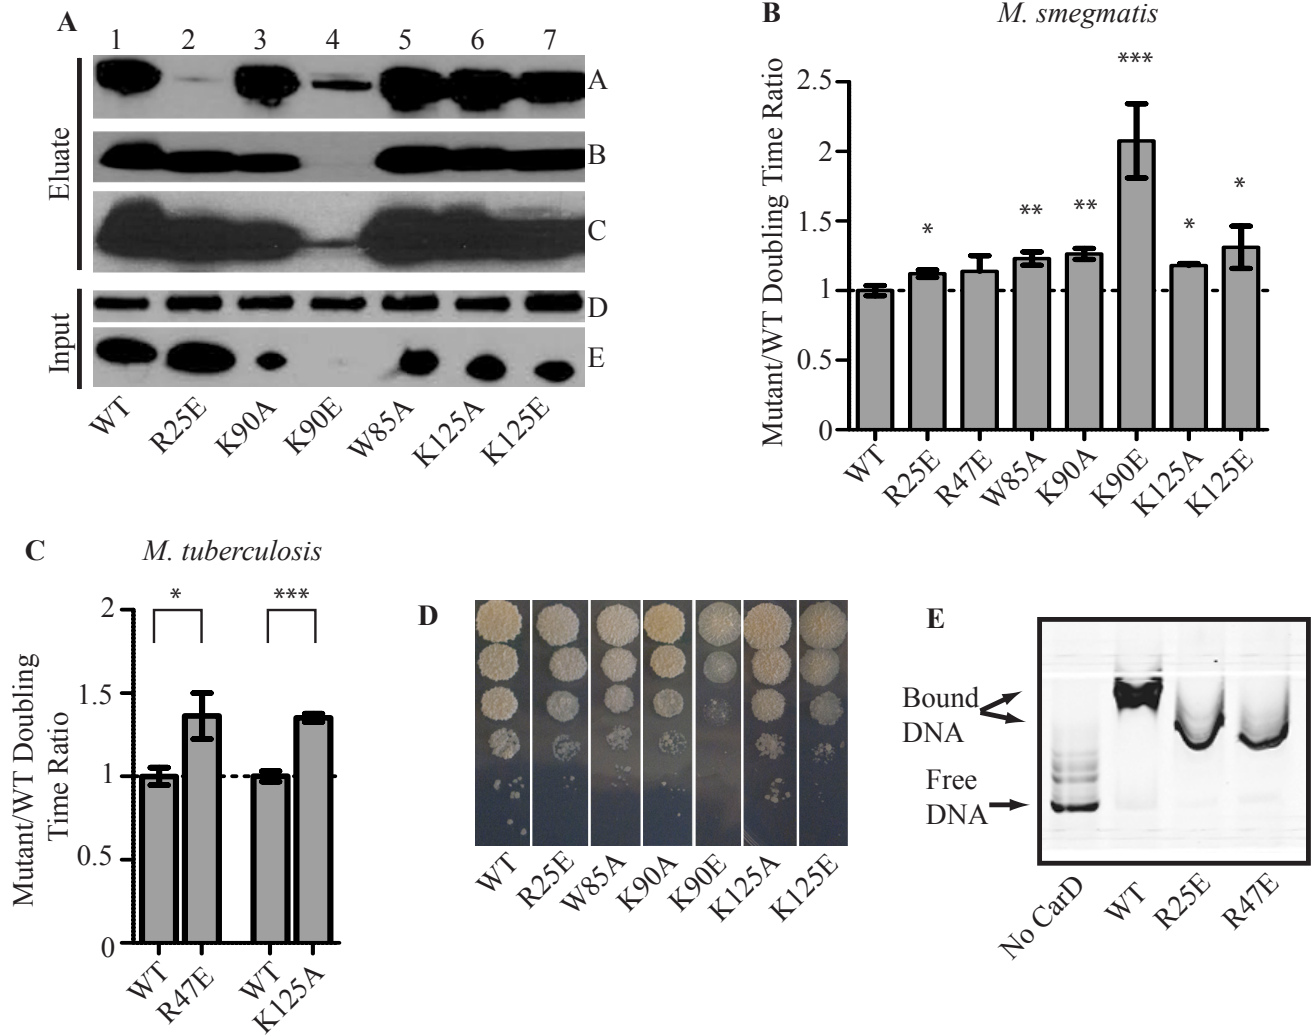 A
1 2 3 4 5 6 7
Eluate
A
B
C
Input
D
E
WT R25E K90A K90E W85A K125A K125E
B
M. smegmatis
Mutant/WT Doubling Time Ratio
2.5
2
1.5
1
0.5
0
* ** ** *** * *
WT R25E R47E W85A K90A K90E K125A K125E
C
M. tuberculosis
Mutant/WT Doubling
Time Ratio
2
1.5
1
0.5
0
* ***
WT R47E WT K125A
D
WT R25E W85A K90A K90E K125A K125E
E
Bound
DNA
Free
DNA
No CarD WT R25E R47E